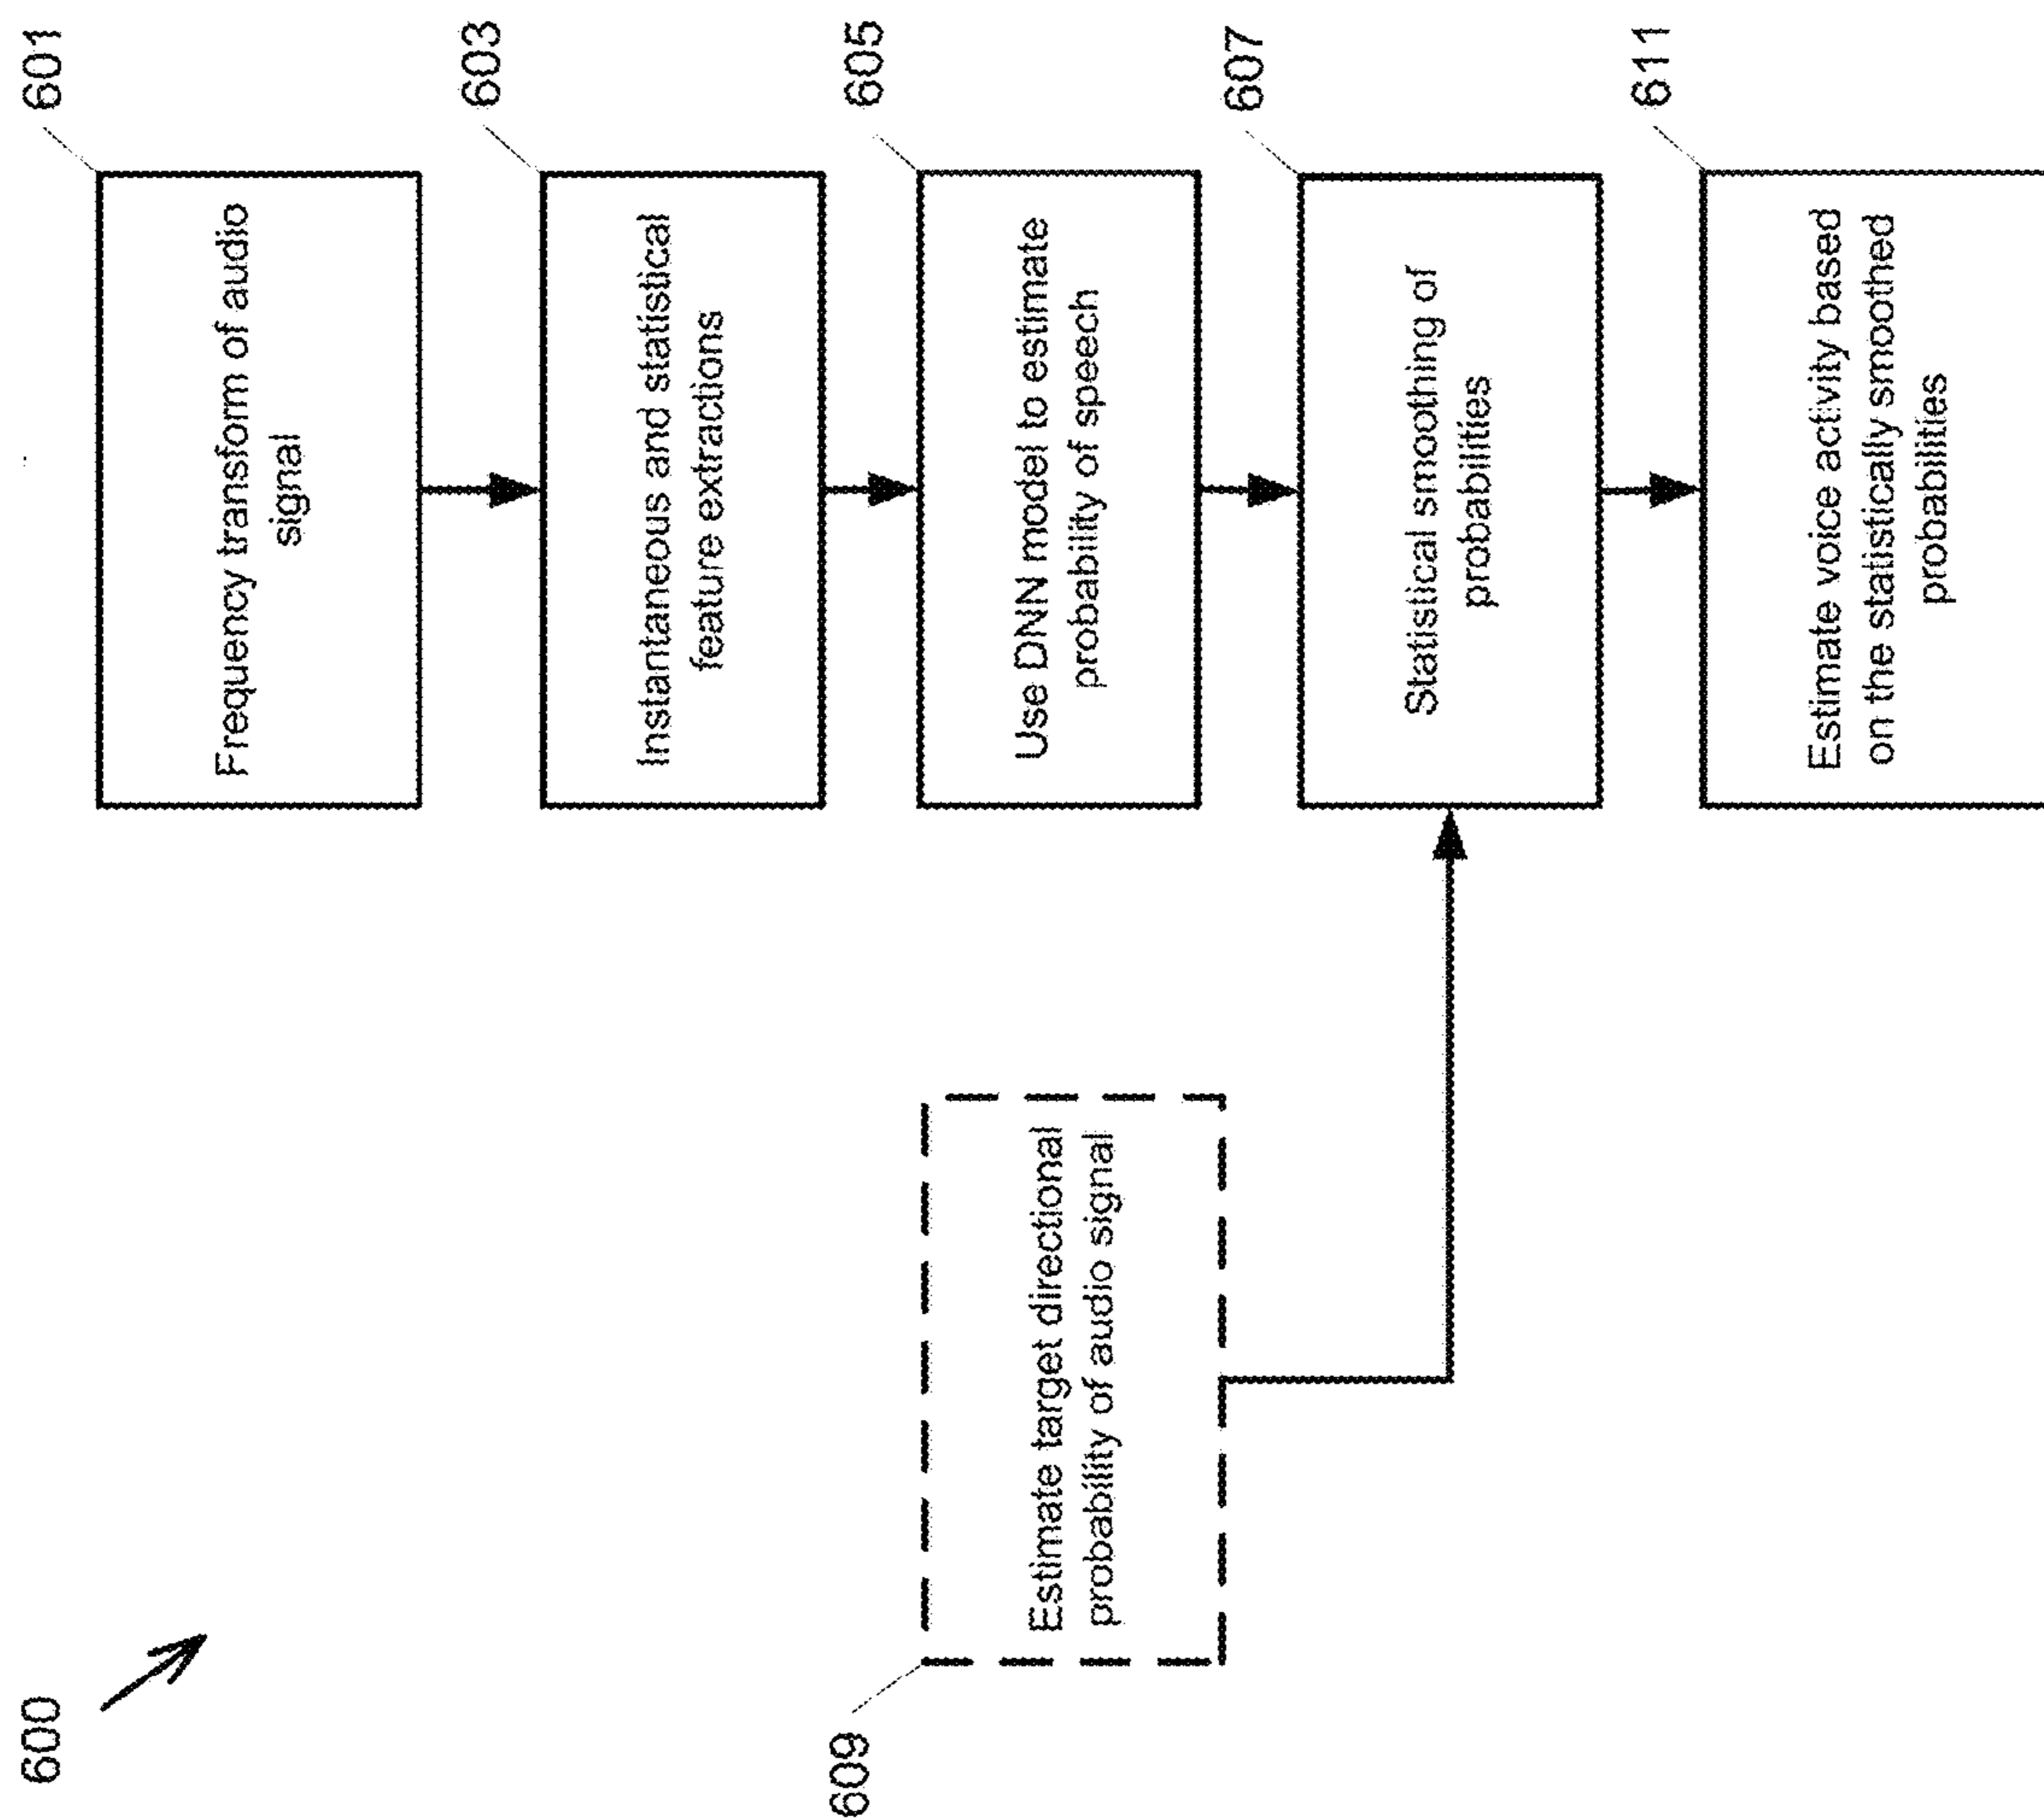 600
601
Frequency transform of audio
signal
603
Instantaneous and statistical
feature extractions
605
Use DNN model to estimate
probability of speech
609
Estimate target directional
probability of audio signal
607
Statistical smoothing of
probabilities
611
Estimate voice activity based
on the statistically smoothed
probabilities